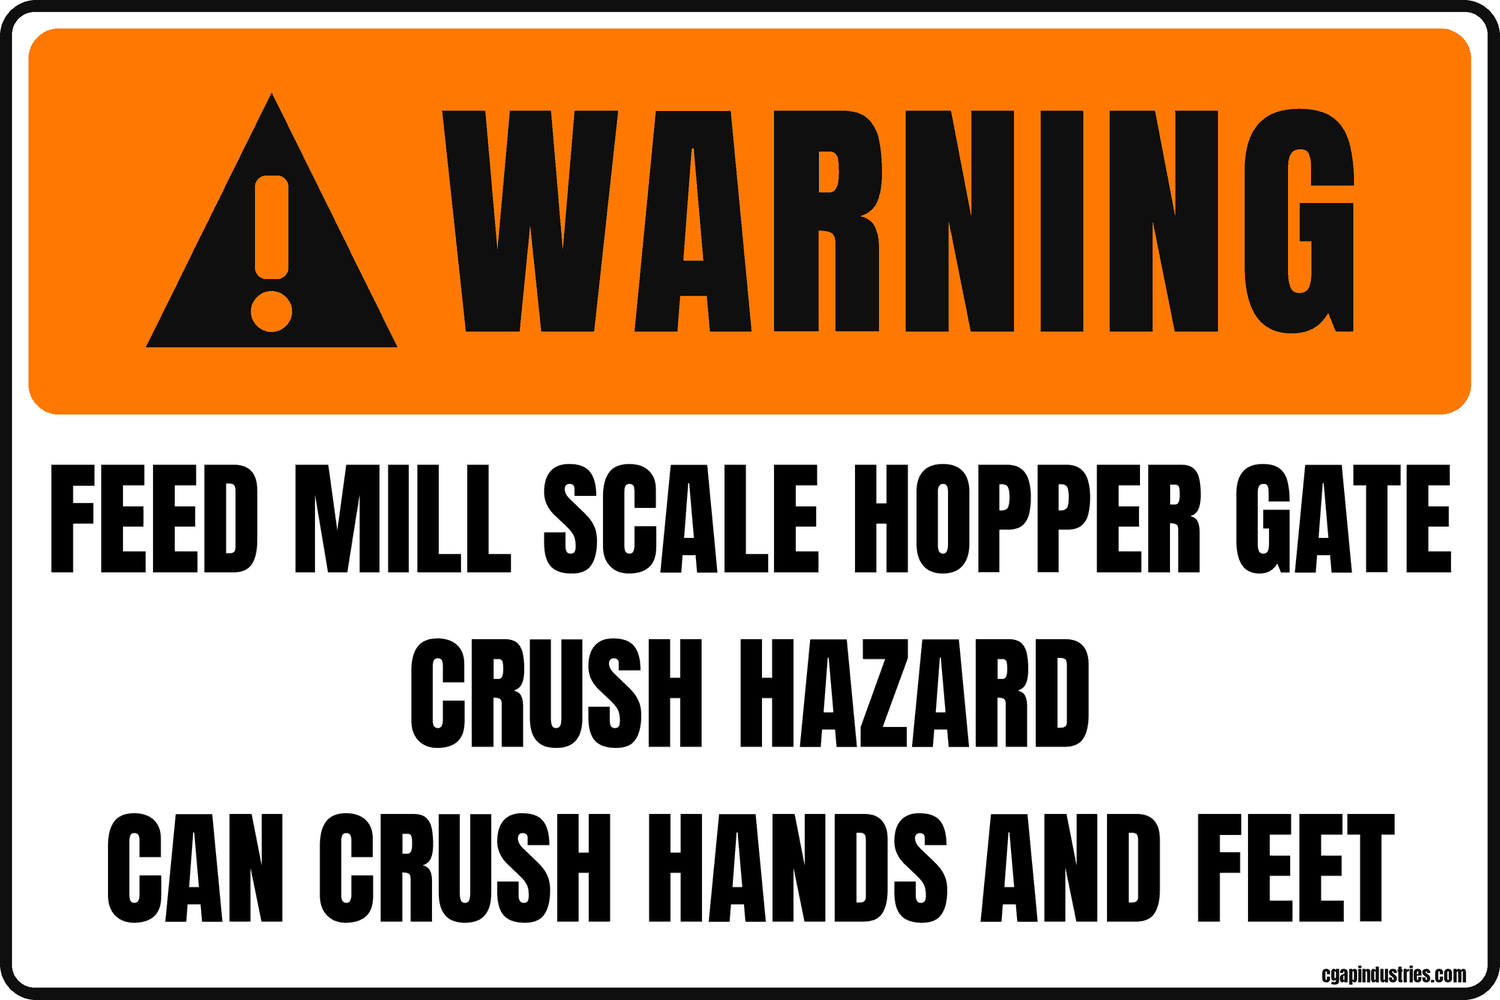 WARNING
FEED MILL SCALE HOPPER GATE
CRUSH HAZARD
CAN CRUSH HANDS AND FEET
cgapindustries.com